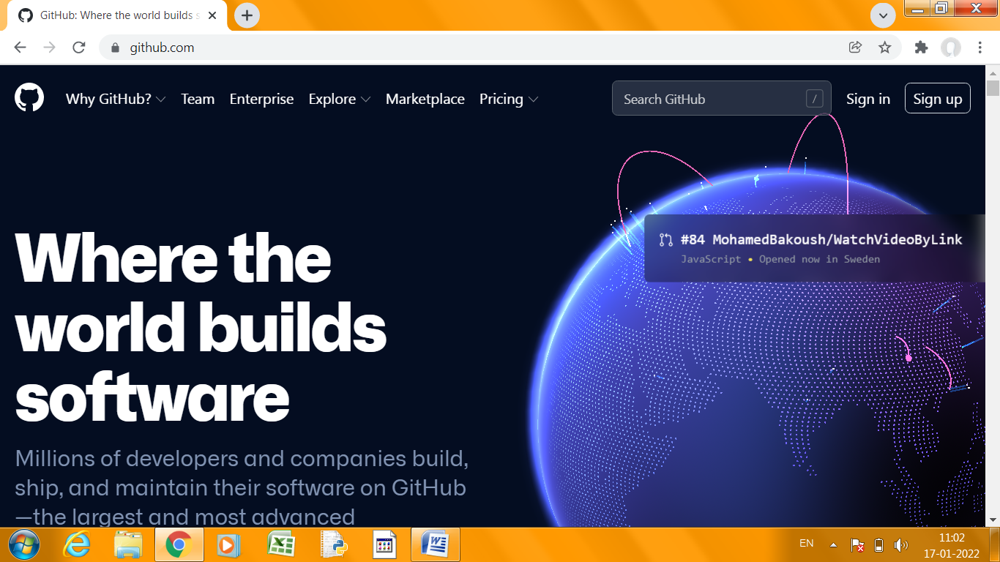 GitHub: Where the world builds s
github.com
Why GitHub? Team Enterprise Explore Marketplace Pricing Search GitHub / Sign in Sign up
#84 MohamedBakoush/WatchVideoByLink
JavaScript • Opened now in Sweden
Where the
world builds
software
Millions of developers and companies build,
ship, and maintain their software on GitHub
—the largest and most advanced
EN
11:02
17-01-2022